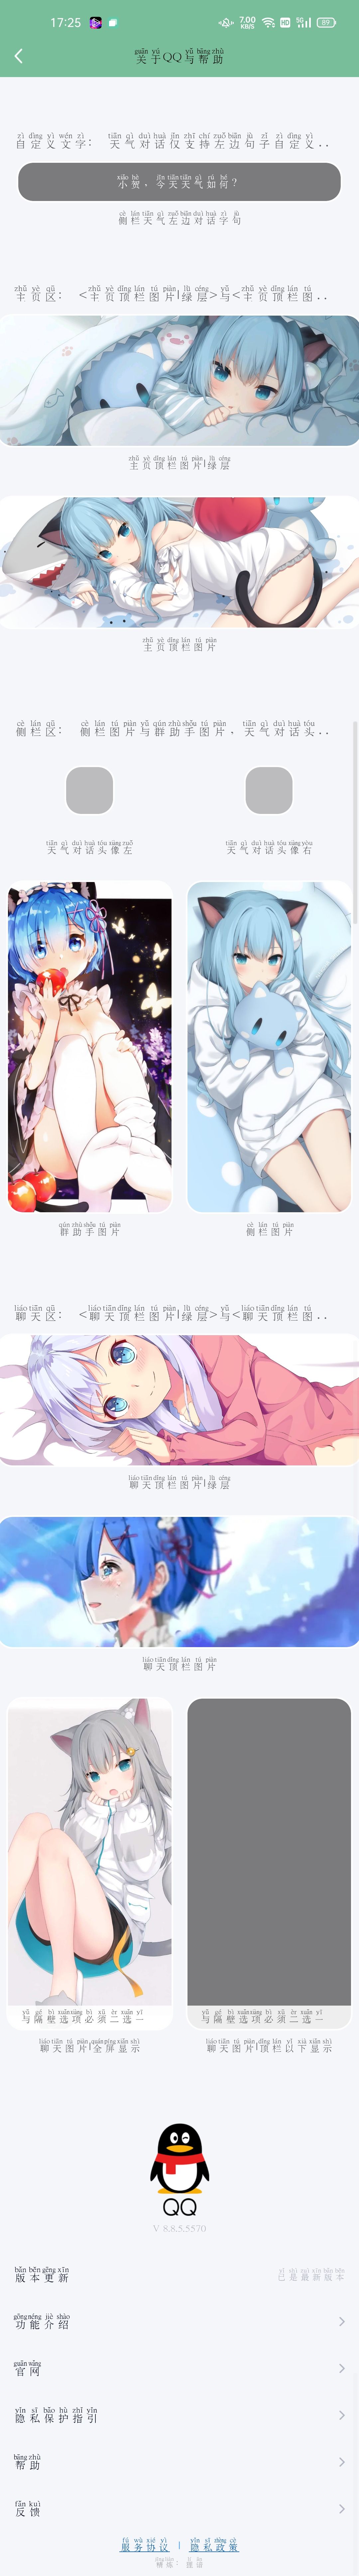 17:25 7.00 KB/S HD 5G 89
关于QQ与帮助
自定义文字: 天气对话仅支持左边句子自定义..
小贺, 今天天气如何?
侧栏天气左边对话字句
主页区: <主页顶栏图片|绿层>与<主页顶栏图..
主页顶栏图片|绿层
主页顶栏图片
侧栏区: 侧栏图片与群助手图片, 天气对话头..
天气对话头像左 天气对话头像右
群助手图片 侧栏图片
聊天区: <聊天顶栏图片|绿层>与<聊天顶栏图..
聊天顶栏图片|绿层
聊天顶栏图片
与隔壁选项必须二选一 与隔壁选项必须二选一
聊天图片|全屏显示 聊天图片|顶栏以下显示
QQ
V 8.8.5.5570
版本更新 已是最新版本
功能介绍
官网
隐私保护指引
帮助
反馈
服务协议 | 隐私政策